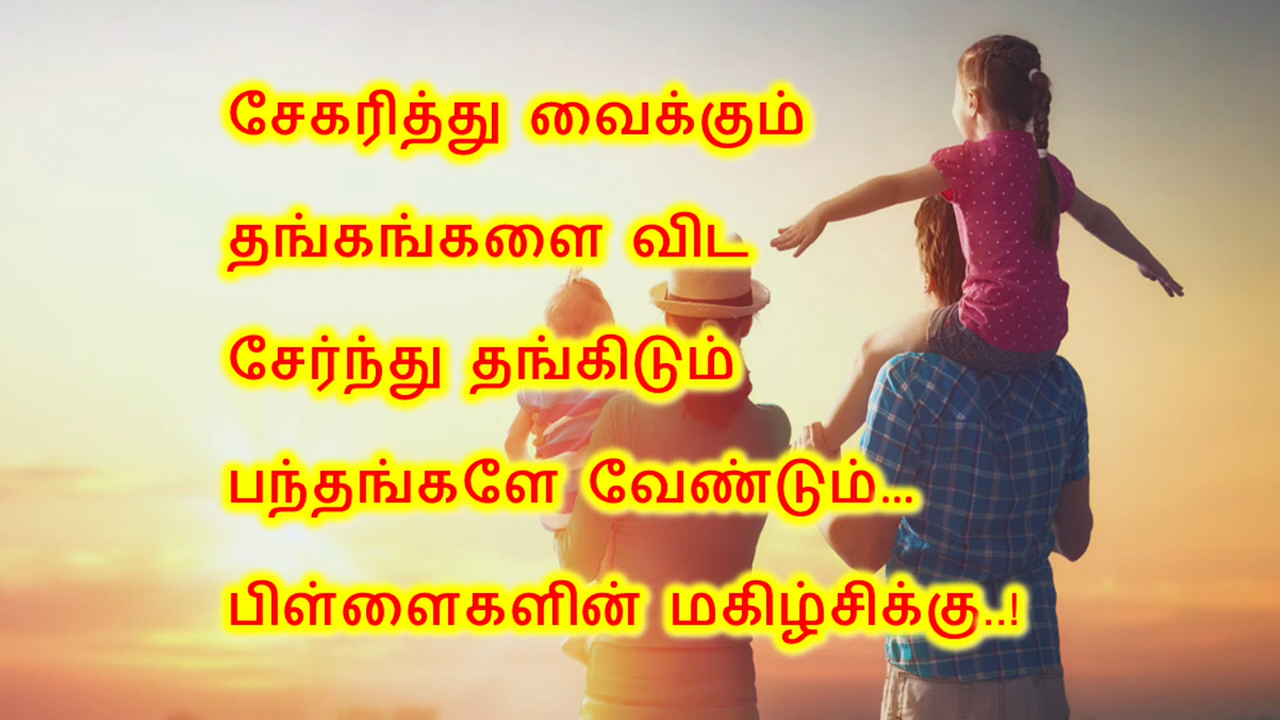 சேகரித்து வைக்கும்
தங்கங்களை விட
சேர்ந்து தங்கிடும்
பந்தங்களே வேண்டும்...
பிள்ளைகளின் மகிழ்சிக்கு..!